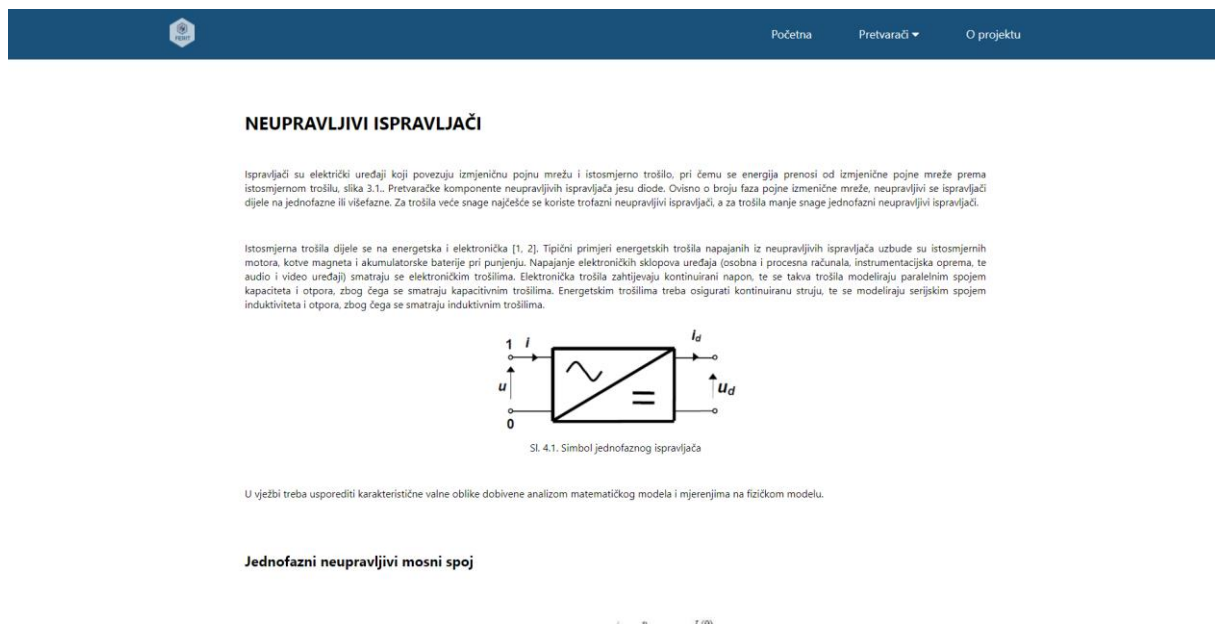 FERIT
Početna
Pretvarači
O projektu
NEUPRAVLJIVI ISPRAVLJAČI
Ispravljači su električki uređaji koji povezuju izmjeničnu pojnu mrežu i istosmjerno trošilo, pri čemu se energija prenosi od izmjenične pojne mreže prema
istosmjernom trošilu, slika 3.1.. Pretvaračke komponente neupravljivih ispravljača jesu diode. Ovisno o broju faza pojne izmenične mreže, neupravljivi se ispravljači
dijele na jednofazne ili višefazne. Za trošila veće snage najčešće se koriste trofazni neupravljivi ispravljači, a za trošila manje snage jednofazni neupravljivi ispravljači.
Istosmjerna trošila dijele se na energetska i elektronička [1, 2]. Tipični primjeri energetskih trošila napajanih iz neupravljivih ispravljača uzbude su istosmjernih
motora, kotve magneta i akumulatorske baterije pri punjenju. Napajanje elektroničkih sklopova uređaja (osobna i procesna računala, instrumentacijska oprema, te
audio i video uređaji) smatraju se elektroničkim trošilima. Elektronička trošila zahtijevaju kontinuirani napon, te se takva trošila modeliraju paralelnim spojem
kapaciteta i otpora, zbog čega se smatraju kapacitivnim trošilima. Energetskim trošilima treba osigurati kontinuiranu struju, te se modeliraju serijskim spojem
induktiviteta i otpora, zbog čega se smatraju induktivnim trošilima.
1 i
i_d
u
u_d
0
Sl. 4.1. Simbol jednofaznog ispravljača
U vježbi treba usporediti karakteristične valne oblike dobivene analizom matematičkog modela i mjerenjima na fizičkom modelu.
Jednofazni neupravljivi mosni spoj